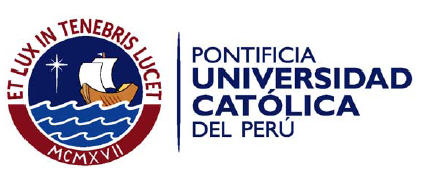 ET LUX IN TENEBRIS LUCET
MCMXVII
PONTIFICIA
UNIVERSIDAD
CATÓLICA
DEL PERÚ